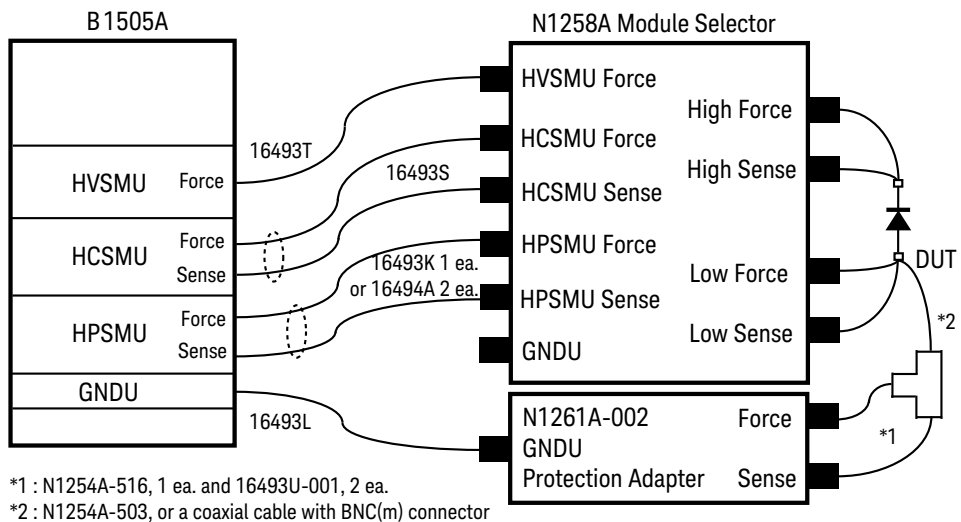 B1505A
N1258A Module Selector
HVSMU Force
16493T
HCSMU Force
Sense
16493S
HPSMU Force
Sense
16493K 1 ea.
or 16494A 2 ea.
GNDU
16493L
HVSMU Force
HCSMU Force
HCSMU Sense
HPSMU Force
HPSMU Sense
GNDU
High Force
High Sense
Low Force
Low Sense
DUT
*2
N1261A-002
GNDU
Protection Adapter
Force
Sense
*1
*1 : N1254A-516, 1 ea. and 16493U-001, 2 ea.
*2 : N1254A-503, or a coaxial cable with BNC(m) connector